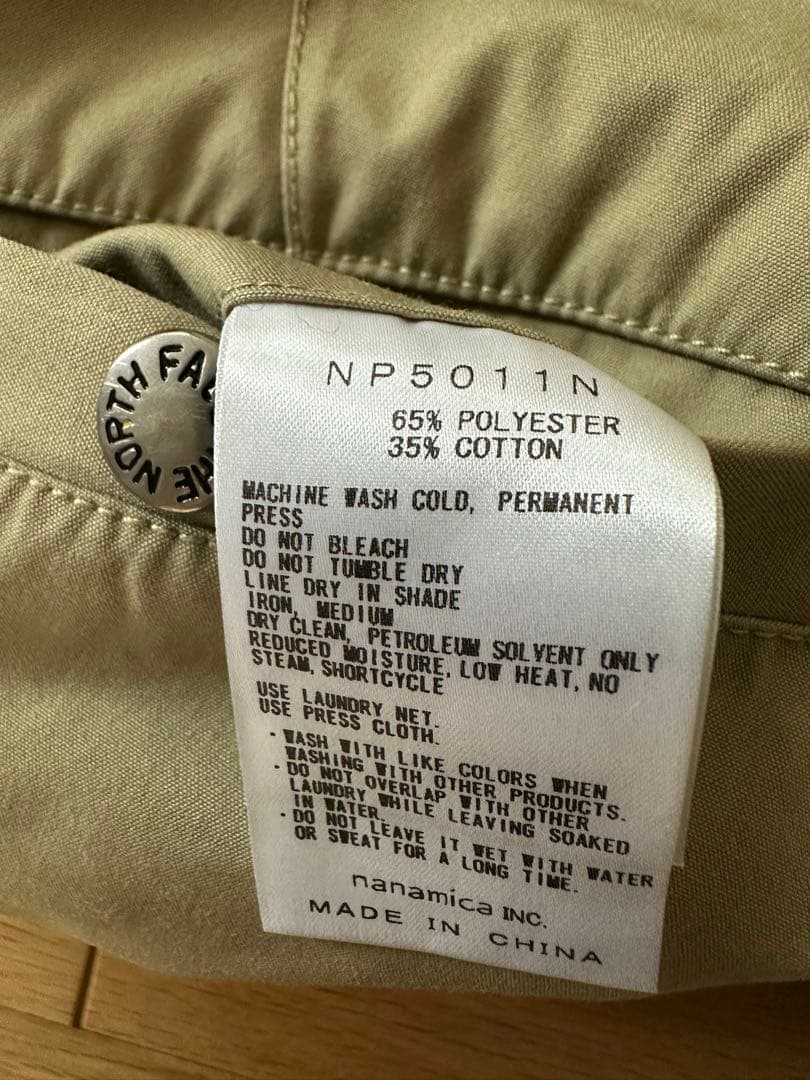 THE NORTH FAC
NP5011N
65% POLYESTER
35% COTTON
MACHINE WASH COLD, PERMANENT
PRESS
DO NOT BLEACH
DO NOT TUMBLE DRY
LINE DRY IN SHADE
IRON, MEDIUM
DRY CLEAN, PETROLEUM SOLVENT ONLY
REDUCED MOISTURE, LOW HEAT, NO
STEAM, SHORTCYCLE
USE LAUNDRY NET.
USE PRESS CLOTH.
・WASH WITH LIKE COLORS WHEN
WASHING WITH OTHER PRODUCTS.
・DO NOT OVERLAP WITH OTHER
LAUNDRY WHILE LEAVING SOAKED
IN WATER.
・DO NOT LEAVE IT WET WITH WATER
OR SWEAT FOR A LONG TIME.
nanamica INC.
MADE IN CHINA